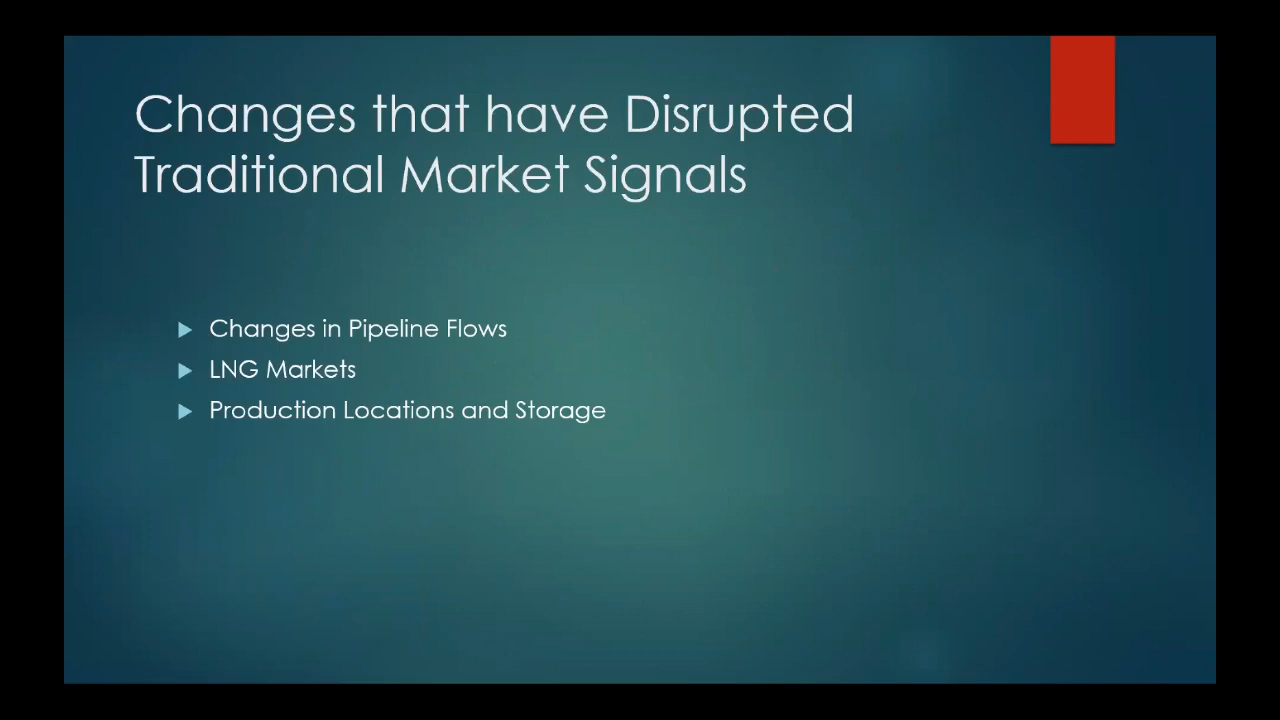 Changes that have Disrupted
Traditional Market Signals
Changes in Pipeline Flows
LNG Markets
Production Locations and Storage